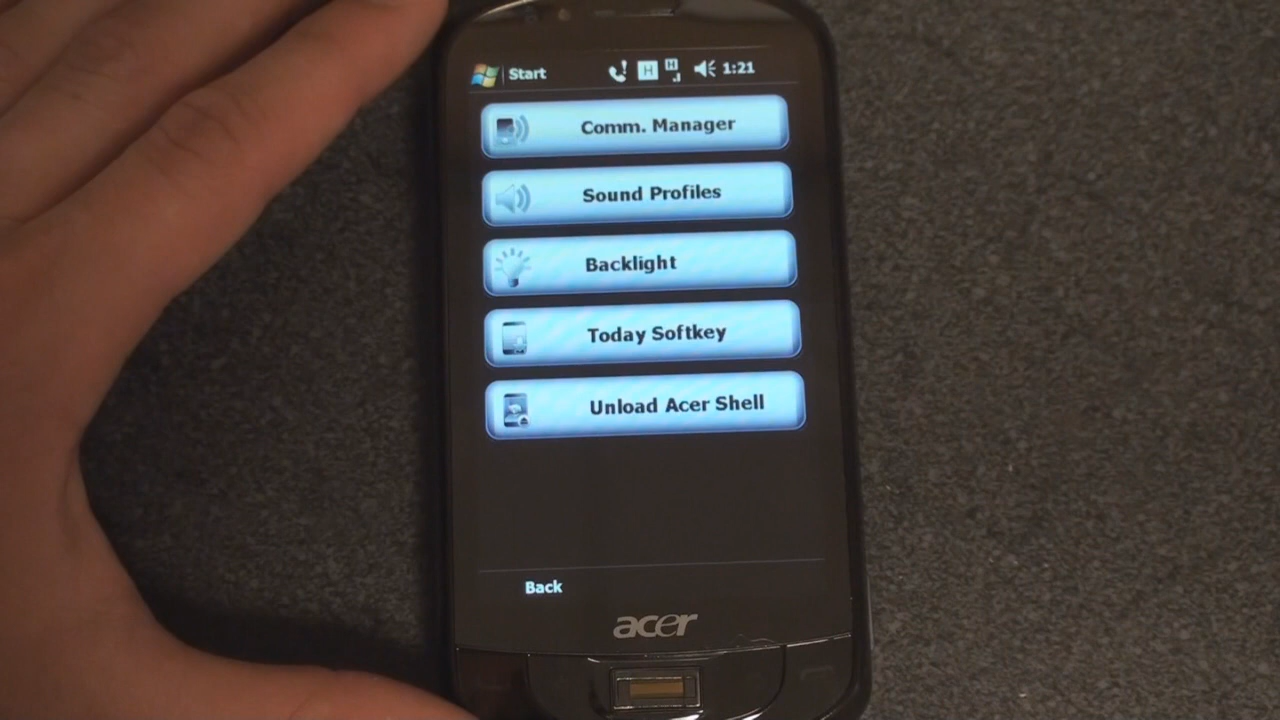 Start H H 1:21
Comm. Manager
Sound Profiles
Backlight
Today Softkey
Unload Acer Shell
Back
acer